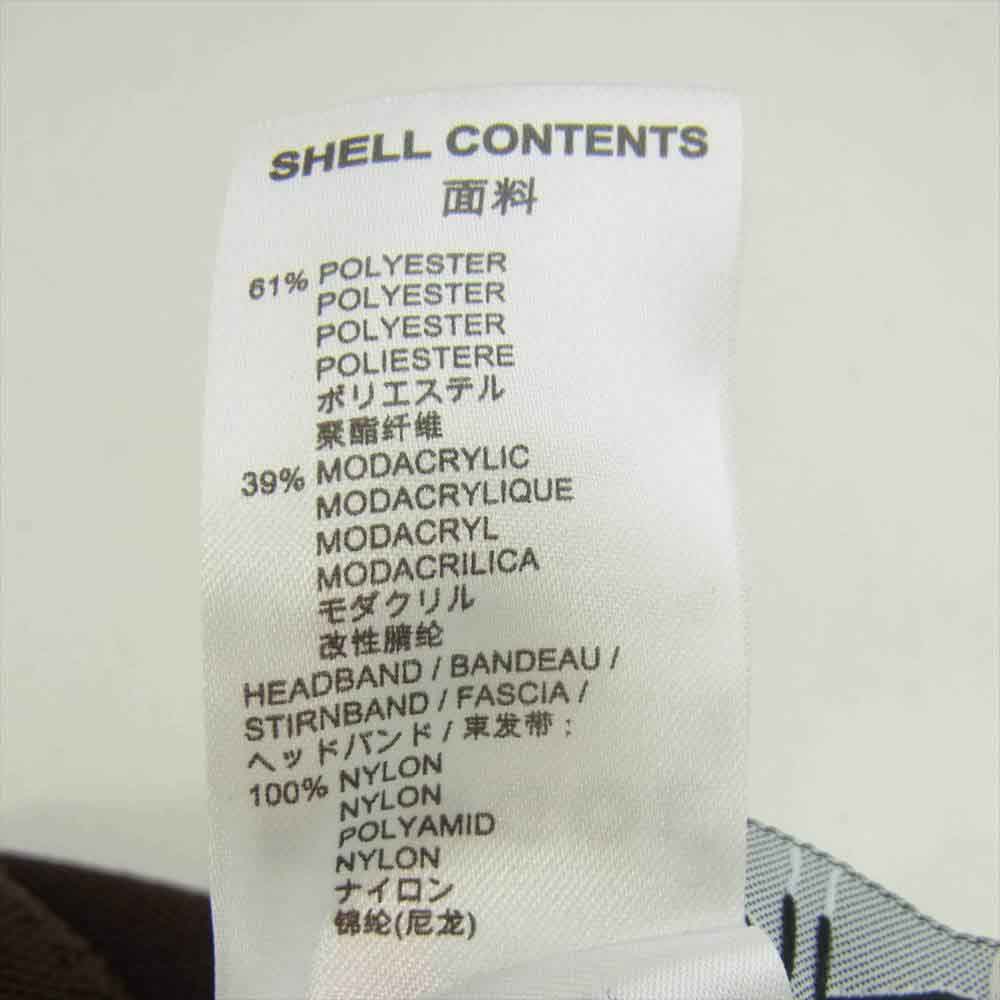 SHELL CONTENTS
面料
61% POLYESTER
POLYESTER
POLYESTER
POLIESTERE
ポリエステル
聚酯纤维
39% MODACRYLIC
MODACRYLIQUE
MODACRYL
MODACRILICA
モダクリル
改性腈纶
HEADBAND / BANDEAU /
STIRNBAND / FASCIA /
ヘッドバンド / 束发带 :
100% NYLON
NYLON
POLYAMID
NYLON
ナイロン
锦纶(尼龙)